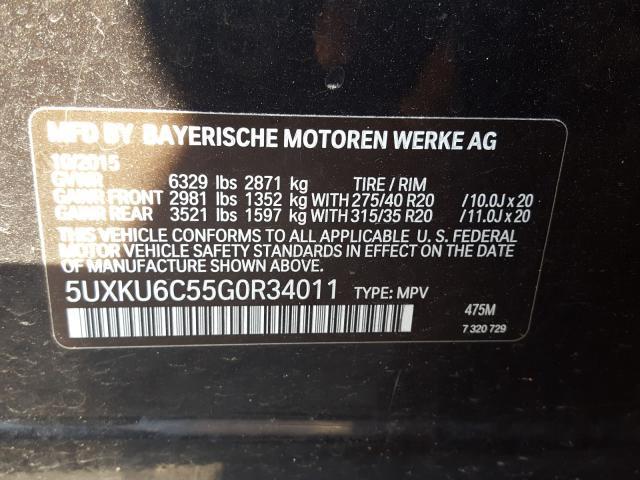 MFD BY BAYERISCHE MOTOREN WERKE AG
10/2015
GVWR 6329 lbs 2871 kg TIRE / RIM
GAWR FRONT 2981 lbs 1352 kg WITH 275/40 R20 /10.0J x 20
GAWR REAR 3521 lbs 1597 kg WITH 315/35 R20 /11.0J x 20
THIS VEHICLE CONFORMS TO ALL APPLICABLE U. S. FEDERAL
MOTOR VEHICLE SAFETY STANDARDS IN EFFECT ON THE DATE
OF MANUFACTURE SHOWN ABOVE.
5UXKU6C55G0R34011 TYPE: MPV
475M
7 320 729